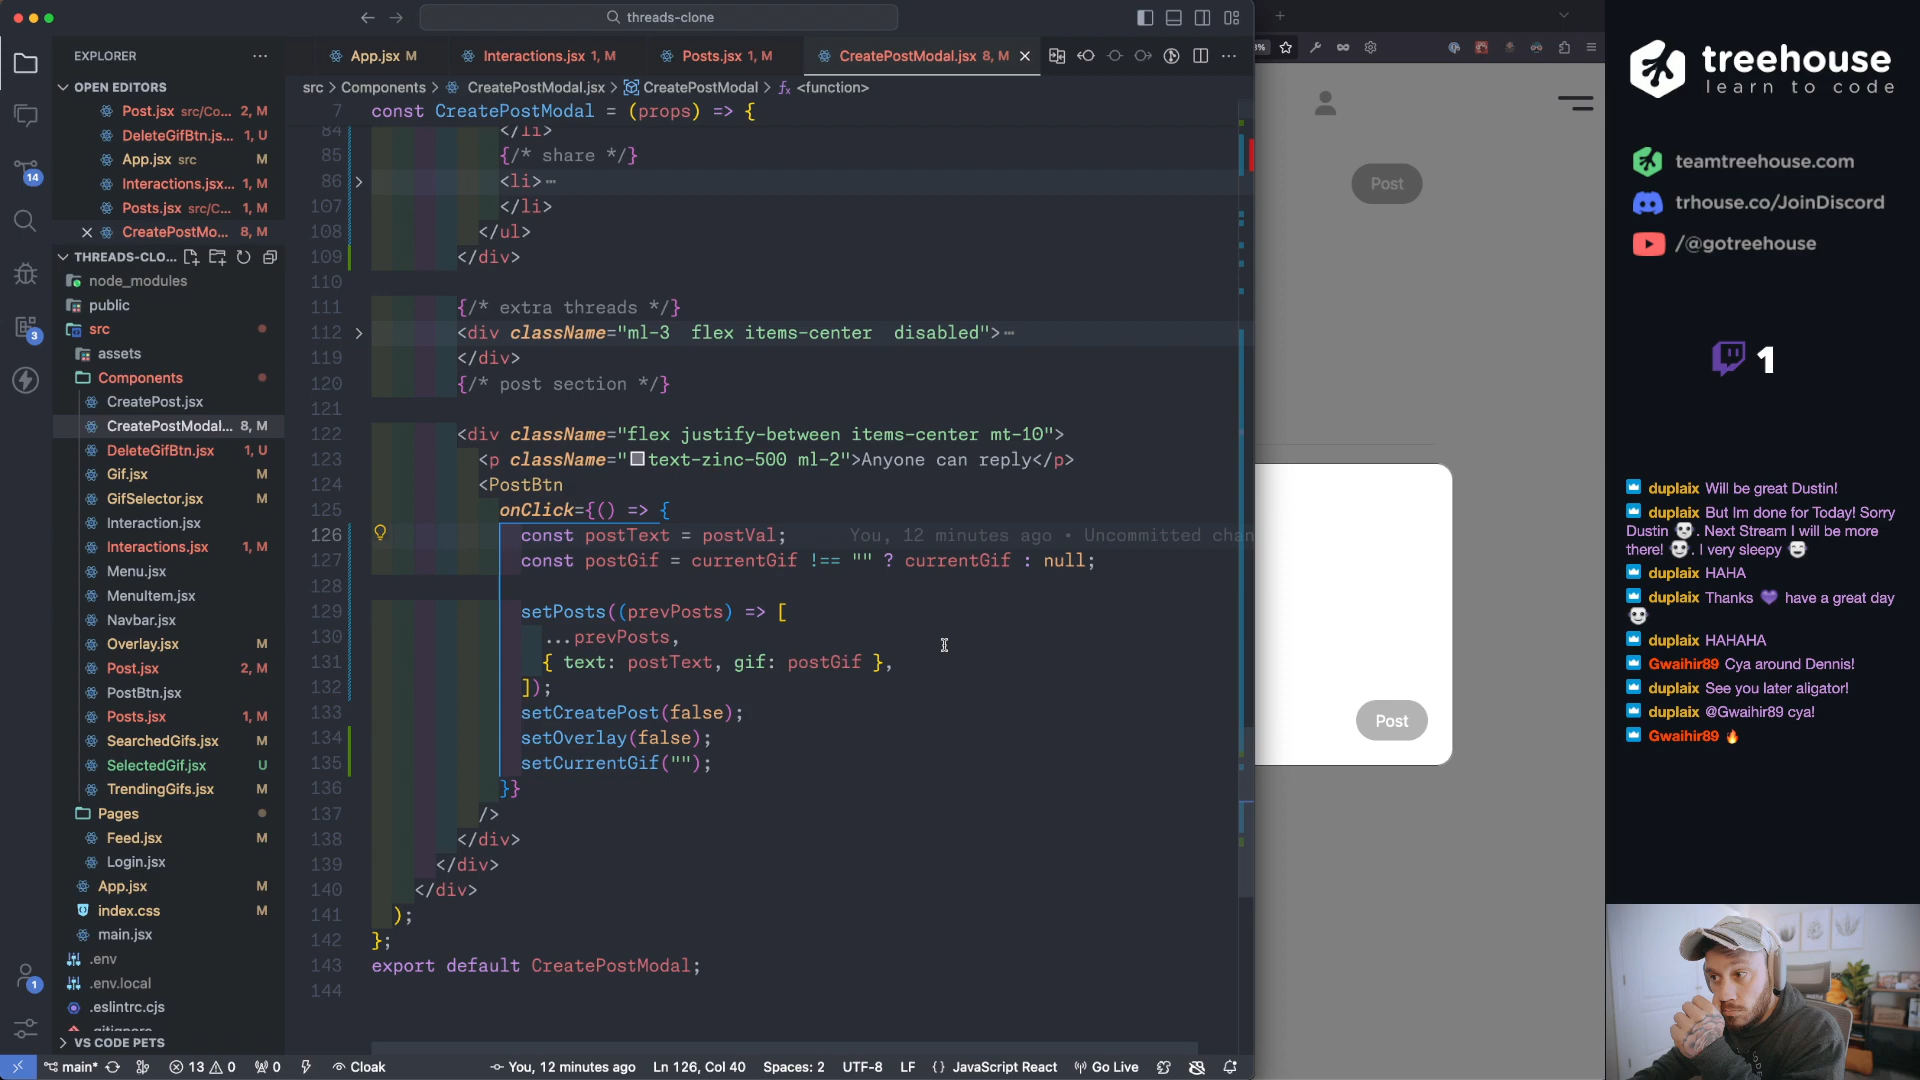 threads-clone
EXPLORER
App.jsx M
Interactions.jsx 1, M
Posts.jsx 1, M
CreatePostModal.jsx 8, M
src > Components > CreatePostModal.jsx > CreatePostModal > <function>
OPEN EDITORS
Post.jsx src/Co... 2, M
DeleteGifBtn.js... 1, U
App.jsx src M
Interactions.jsx... 1, M
Posts.jsx src/C... 1, M
CreatePostMo... 8, M
THREADS-CLO...
node_modules
public
src
assets
Components
CreatePost.jsx
CreatePostModal... 8, M
DeleteGifBtn.jsx 1, U
Gif.jsx M
GifSelector.jsx M
Interaction.jsx
Interactions.jsx 1, M
Menu.jsx
MenuItem.jsx
Navbar.jsx
Overlay.jsx M
Post.jsx 2, M
PostBtn.jsx
Posts.jsx 1, M
SearchedGifs.jsx M
SelectedGif.jsx U
TrendingGifs.jsx M
Pages
Feed.jsx M
Login.jsx
App.jsx M
index.css M
main.jsx
.env
.env.local
.eslintrc.cjs
.gitignore
VS CODE PETS
14
3
1
7 const CreatePostModal = (props) => {
84 </li>
85 {/* share */}
86 <li>
107 </li>
108 </ul>
109 </div>
110
111 {/* extra threads */}
112 <div className="ml-3 flex items-center disabled">
119 </div>
120 {/* post section */}
121
122 <div className="flex justify-between items-center mt-10">
123 <p className="text-zinc-500 ml-2">Anyone can reply</p>
124 <PostBtn
125 onClick={() => {
126 const postText = postVal; You, 12 minutes ago • Uncommitted chan
127 const postGif = currentGif !== "" ? currentGif : null;
128
129 setPosts((prevPosts) => [
130 ...prevPosts,
131 { text: postText, gif: postGif },
132 ]);
133 setCreatePost(false);
134 setOverlay(false);
135 setCurrentGif("");
136 }}
137 />
138 </div>
139 </div>
140 </div>
141 );
142 };
143 export default CreatePostModal;
144
main* 13 0 0 Cloak You, 12 minutes ago Ln 126, Col 40 Spaces: 2 UTF-8 LF {} JavaScript React Go Live
Post
Post
treehouse
learn to code
teamtreehouse.com
trhouse.co/JoinDiscord
/@gotreehouse
1
duplaix Will be great Dustin!
duplaix But Im done for Today! Sorry
Dustin . Next Stream I will be more
there! . I very sleepy
duplaix HAHA
duplaix Thanks 💜 have a great day
duplaix HAHAHA
Gwaihir89 Cya around Dennis!
duplaix See you later aligator!
duplaix @Gwaihir89 cya!
Gwaihir89 🔥